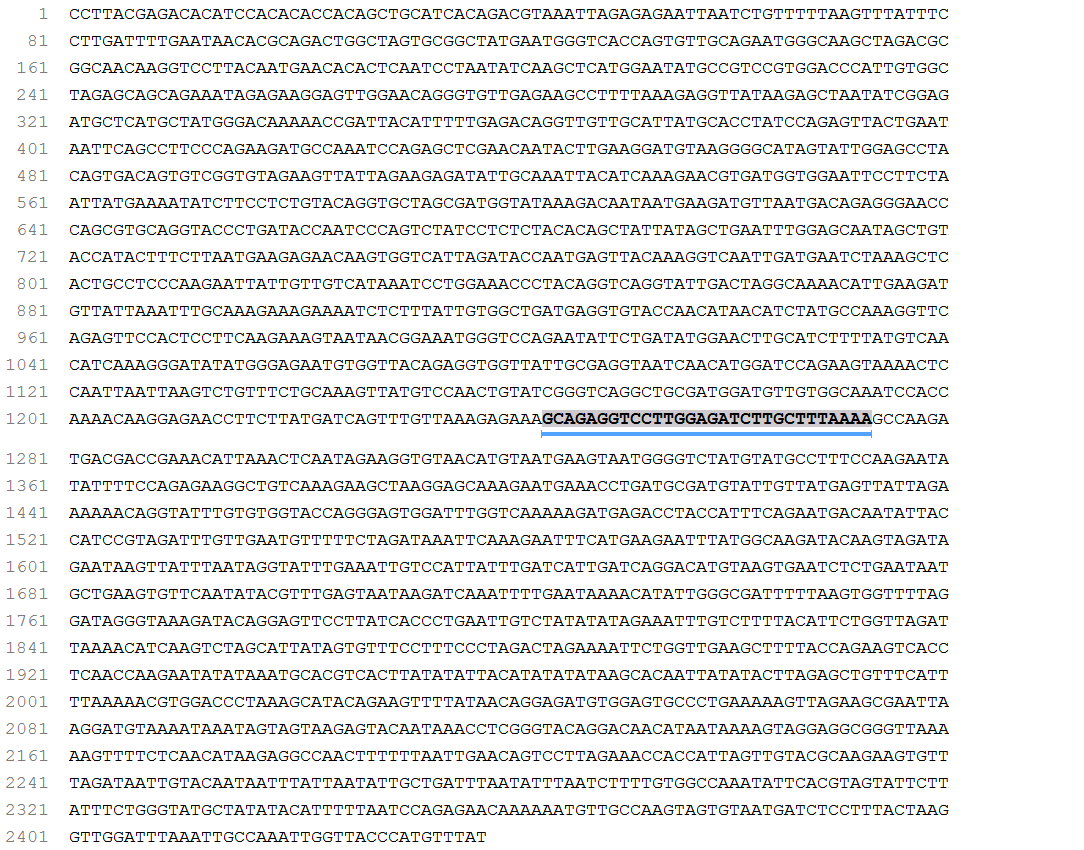 1 CCTTACGAGACACATCCACACACCACAGCTGCATCACAGACGTAAATTAGAGAGAATTAATCTGTTTTTAAGTTTATTTC
81 CTTGATTTTGAATAACACGCAGACTGGCTAGTGCGGCTATGAATGGGTCACCAGTGTTGCAGAATGGGCAAGCTAGACGC
161 GGCAACAAGGTCCTTACAATGAACACACTCAATCCTAATATCAAGCTCATGGAATATGCCGTCCGTGGACCCATTGTGGC
241 TAGAGCAGCAGAAATAGAGAAGGAGTTGGAACAGGGTGTTGAGAAGCCTTTTAAAGAGGTTATAAGAGCTAATATCGGAG
321 ATGCTCATGCTATGGGACAAAAACCGATTACATTTTTGAGACAGGTTGTTGCATTATGCACCTATCCAGAGTTACTGAAT
401 AATTCAGCCTTCCCAGAAGATGCCAAATCCAGAGCTCGAACAATACTTGAAGGATGTAAGGGGCATAGTATTGGAGCCTA
481 CAGTGACAGTGTCGGTGTAGAAGTTATTAGAAGAGATATTGCAAATTACATCAAAGAACGTGATGGTGGAATTCCTTCTA
561 ATTATGAAAATATCTTCCTCTGTACAGGTGCTAGCGATGGTATAAAGACAATAATGAAGATGTTAATGACAGAGGGAACC
641 CAGCGTGCAGGTACCCTGATACCAATCCCAGTCTATCCTCTCTACACAGCTATTATAGCTGAATTTGGAGCAATAGCTGT
721 ACCATACTTTCTTAATGAAGAGAACAAGTGGTCATTAGATACCAATGAGTTACAAAGGTCAATTGATGAATCTAAAGCTC
801 ACTGCCTCCCAAGAATTATTGTTGTCATAAATCCTGGAAACCCTACAGGTCAGGTATTGACTAGGCAAAACATTGAAGAT
881 GTTATTAAATTTGCAAAGAAAGAAAATCTCTTTATTGTGGCTGATGAGGTGTACCAACATAACATCTATGCCAAAGGTTC
961 AGAGTTCCACTCCTTCAAGAAAGTAATAACGGAAATGGGTCCAGAATATTCTGATATGGAACTTGCATCTTTTATGTCAA
1041 CATCAAAGGGATATATGGGAGAATGTGGTTACAGAGGTGGTTATTGCGAGGTAATCAACATGGATCCAGAAGTAAAACTC
1121 CAATTAATTAAGTCTGTTTCTGCAAAGTTATGTCCAACTGTATCGGGTCAGGCTGCGATGGATGTTGTGGCAAATCCACC
1201 AAAACAAGGAGAACCTTCTTATGATCAGTTTGTTAAAGAGAAAGCAGAGGTCCTTGGAGATCTTGCTTTAAAAGCCAAGA
1281 TGACGACCGAAACATTAAACTCAATAGAAGGTGTAACATGTAATGAAGTAATGGGGTCTATGTATGCCTTTCCAAGAATA
1361 TATTTTCCAGAGAAGGCTGTCAAAGAAGCTAAGGAGCAAAGAATGAAACCTGATGCGATGTATTGTTATGAGTTATTAGA
1441 AAAAACAGGTATTTGTGTGGTACCAGGGAGTGGATTTGGTCAAAAAGATGAGACCTACCATTTCAGAATGACAATATTAC
1521 CATCCGTAGATTTGTTGAATGTTTTTCTAGATAAATTCAAAGAATTTCATGAAGAATTTATGGCAAGATACAAGTAGATA
1601 GAATAAGTTATTTAATAGGTATTTGAAATTGTCCATTATTTGATCATTGATCAGGACATGTAAGTGAATCTCTGAATAAT
1681 GCTGAAGTGTTCAATATACGTTTGAGTAATAAGATCAAATTTTGAATAAAACATATTGGGCGATTTTTAAGTGGTTTTAG
1761 GATAGGGTAAAGATACAGGAGTTCCTTATCACCCTGAATTGTCTATATATAGAAATTTGTCTTTTACATTCTGGTTAGAT
1841 TAAAACATCAAGTCTAGCATTATAGTGTTTCCTTTCCCTAGACTAGAAAATTCTGGTTGAAGCTTTTACCAGAAGTCACC
1921 TCAACCAAGAATATATAAATGCACGTCACTTATATATTACATATATATAAGCACAATTATATACTTAGAGCTGTTTCATT
2001 TTAAAAACGTGGACCCTAAAGCATACAGAAGTTTTATAACAGGAGATGTGGAGTGCCCTGAAAAAGTTAGAAGCGAATTA
2081 AGGATGTAAAATAAATAGTAGTAAGAGTACAATAAACCTCGGGTACAGGACAACATAATAAAAGTAGGAGGCGGGTTAAA
2161 AAGTTTTCTCAACATAAGAGGCCAACTTTTTTAATTGAACAGTCCTTAGAAACCACCATTAGTTGTACGCAAGAAGTGTT
2241 TAGATAATTGTACAATAATTTATTAATATTGCTGATTTAATATTTAATCTTTTGTGGCCAAATATTCACGTAGTATTCTT
2321 ATTTCTGGGTATGCTATATACATTTTTAATCCAGAGAACAAAAAATGTTGCCAAGTAGTGTAATGATCTCCTTTACTAAG
2401 GTTGGATTTAAATTGCCAAATTGGTTACCCATGTTTAT